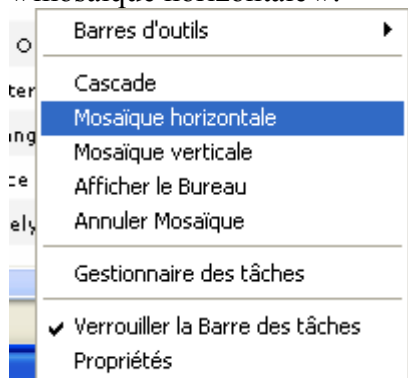 «mosaïque horizontale».
Barres d'outils
Cascade
Mosaïque horizontale
Mosaïque verticale
Afficher le Bureau
Annuler Mosaïque
Gestionnaire des tâches
Verrouiller la Barre des tâches
Propriétés